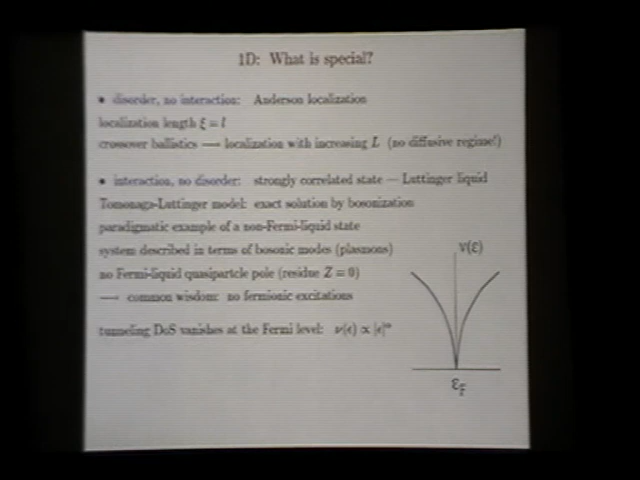 1D: What is special?
• disorder, no interaction: Anderson localization
localization length ξ = l
crossover ballistics — localization with increasing L (no diffusive regime!)
• interaction, no disorder: strongly correlated state — Luttinger liquid
Tomonaga-Luttinger model: exact solution by bosonization
paradigmatic example of a non-Fermi-liquid state
system described in terms of bosonic modes (plasmons)
no Fermi-liquid quasiparticle pole (residue Z = 0)
— common wisdom: no fermionic excitations
tunneling DoS vanishes at the Fermi level: ν(ϵ) ∝ |ϵ|^α
ν(ε)
ε_F